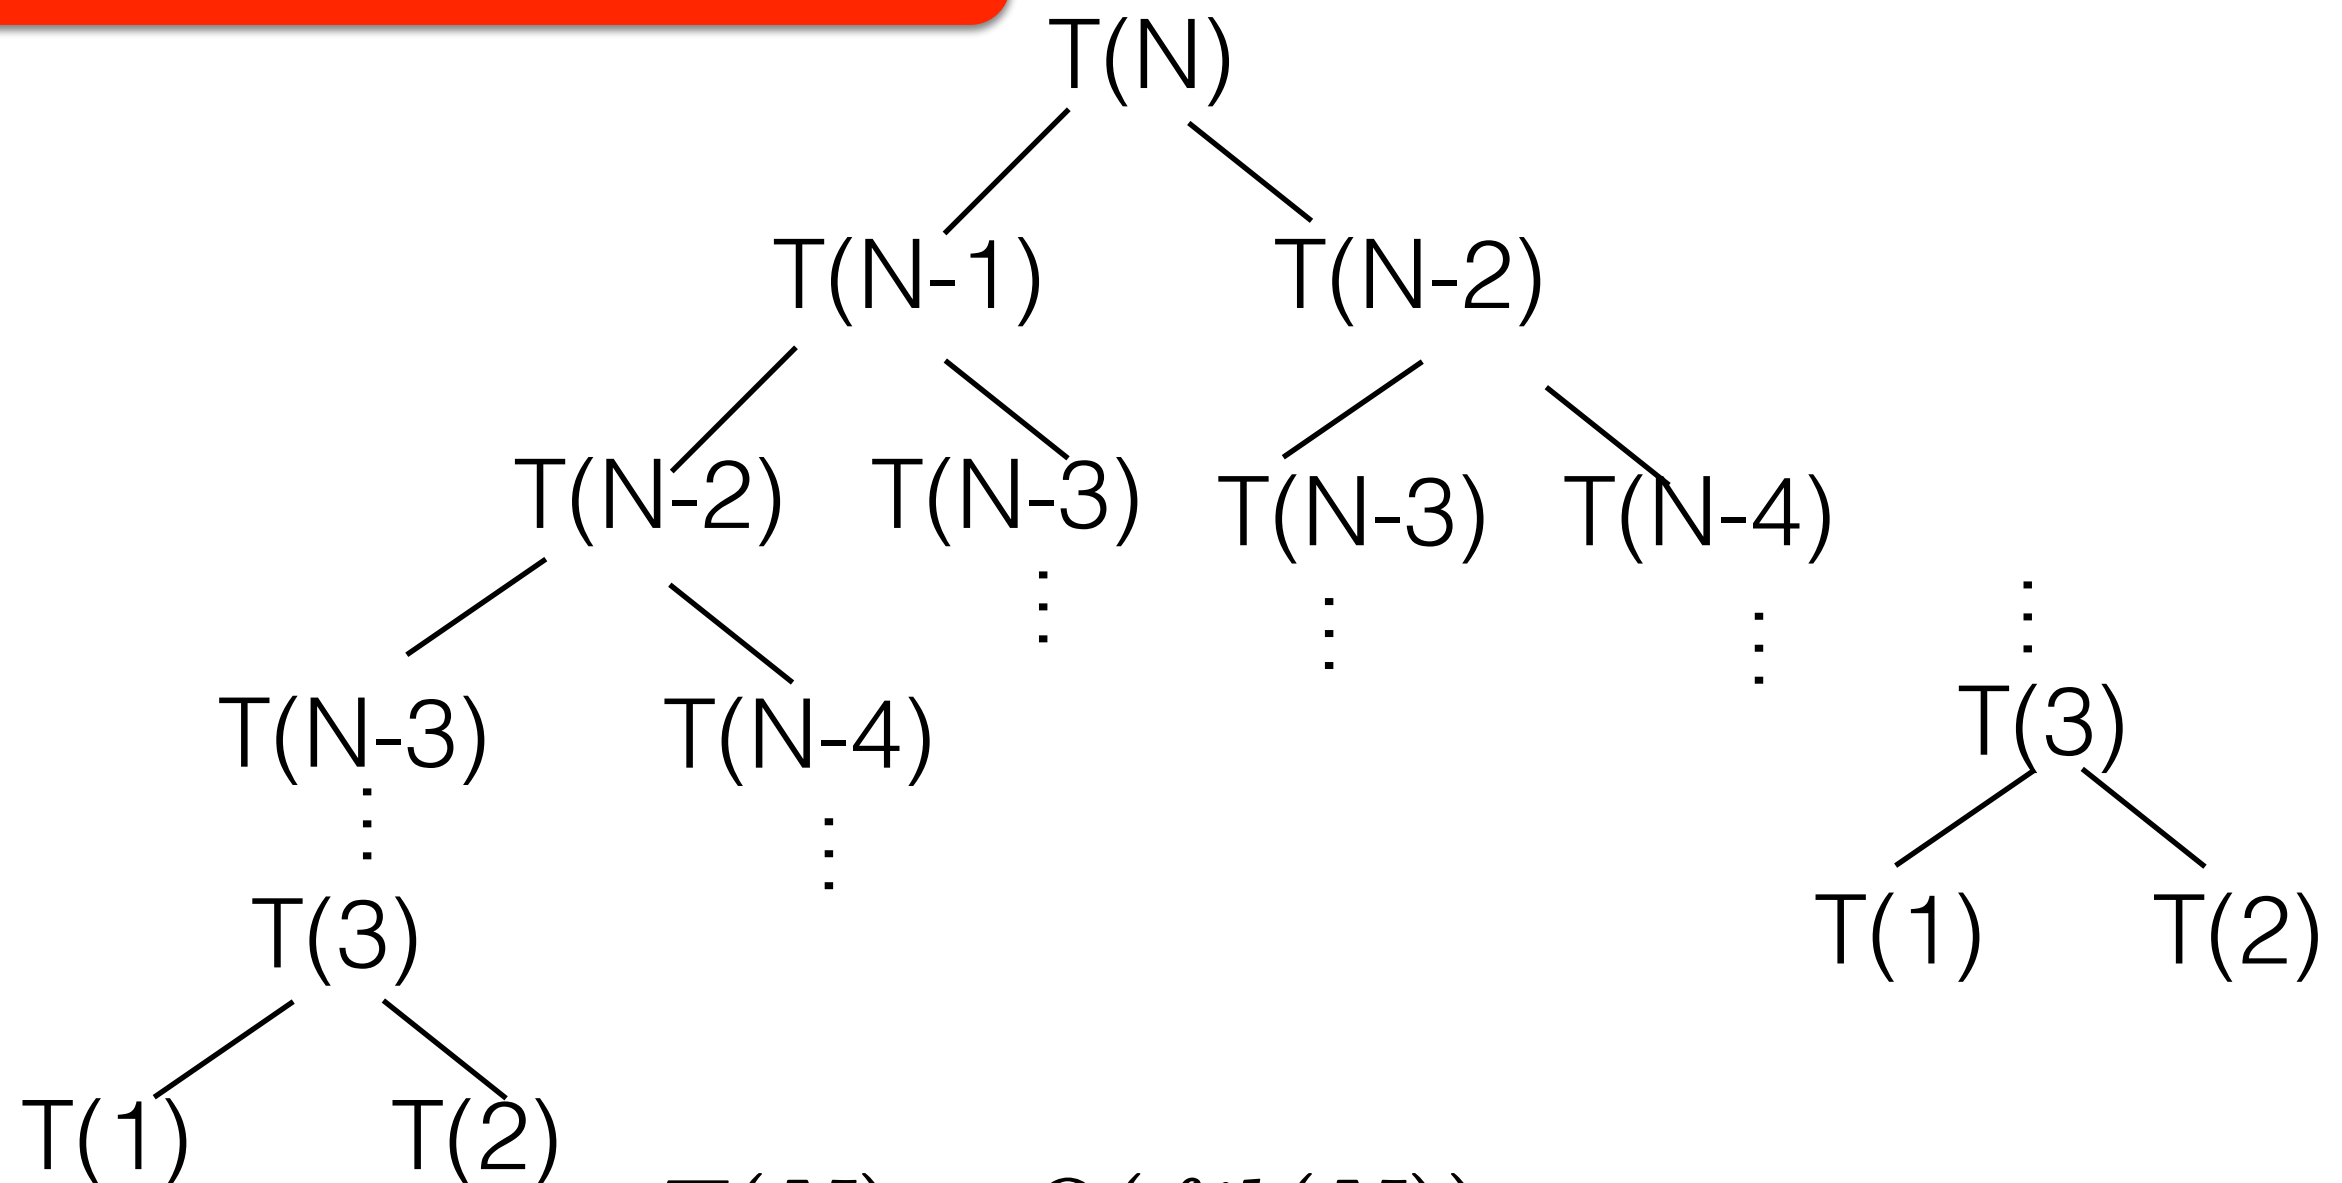 T(N)
T(N-1) T(N-2)
T(N-2) T(N-3) T(N-3) T(N-4)
T(N-3) T(N-4) T(3)
T(3) T(1) T(2)
T(1) T(2)